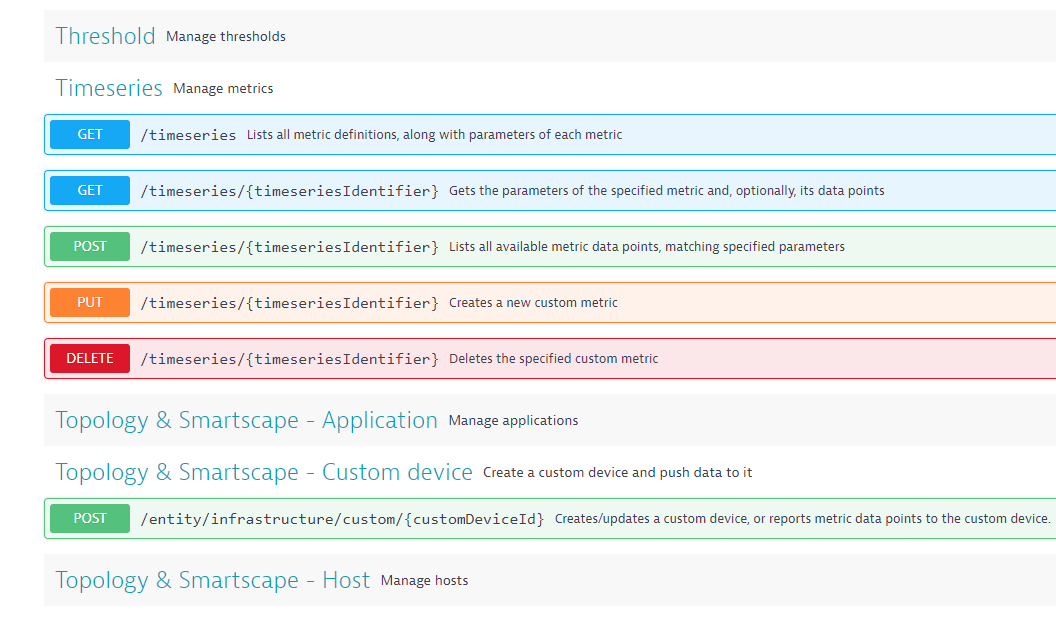 Threshold Manage thresholds
Timeseries Manage metrics
GET /timeseries Lists all metric definitions, along with parameters of each metric
GET /timeseries/{timeseriesIdentifier} Gets the parameters of the specified metric and, optionally, its data points
POST /timeseries/{timeseriesIdentifier} Lists all available metric data points, matching specified parameters
PUT /timeseries/{timeseriesIdentifier} Creates a new custom metric
DELETE /timeseries/{timeseriesIdentifier} Deletes the specified custom metric
Topology & Smartscape - Application Manage applications
Topology & Smartscape - Custom device Create a custom device and push data to it
POST /entity/infrastructure/custom/{customDeviceId} Creates/updates a custom device, or reports metric data points to the custom device.
Topology & Smartscape - Host Manage hosts